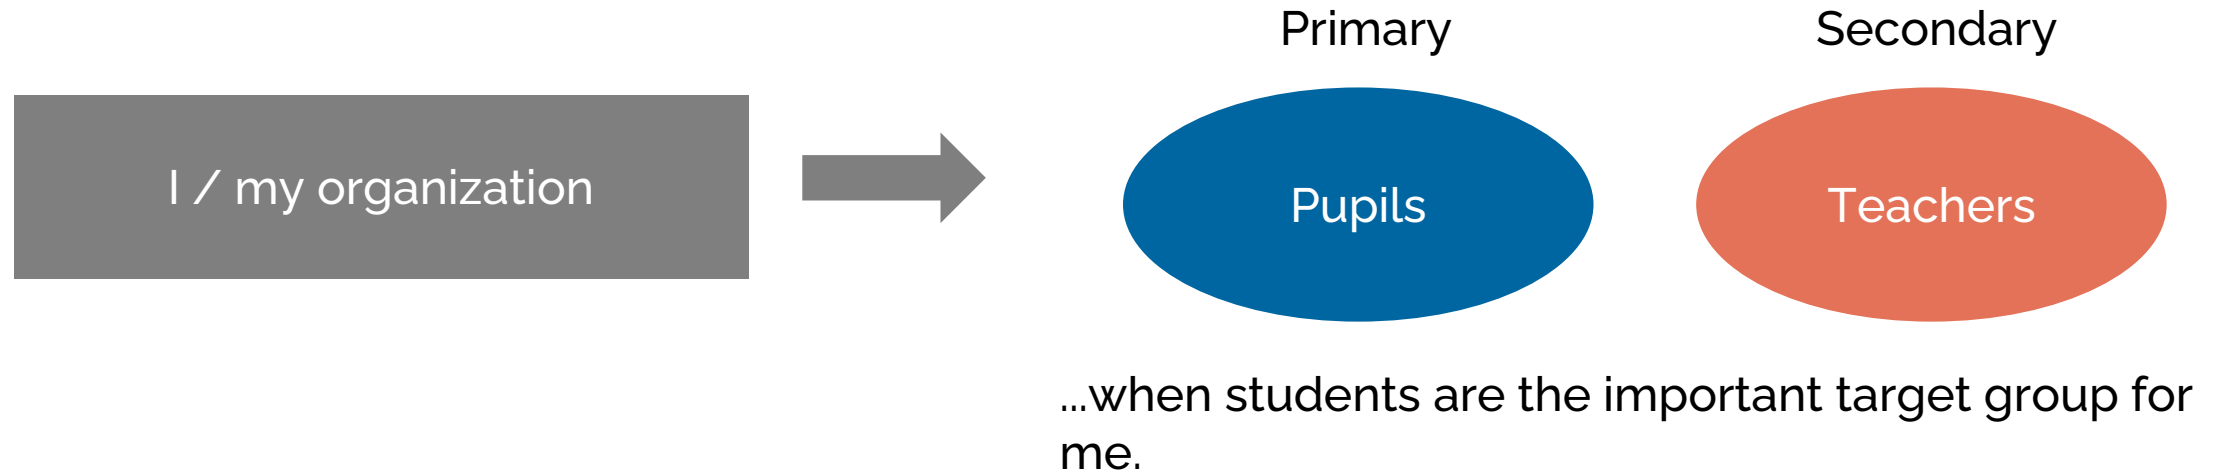 Primary
Secondary
I / my organization
Pupils
Teachers
...when students are the important target group for
me.